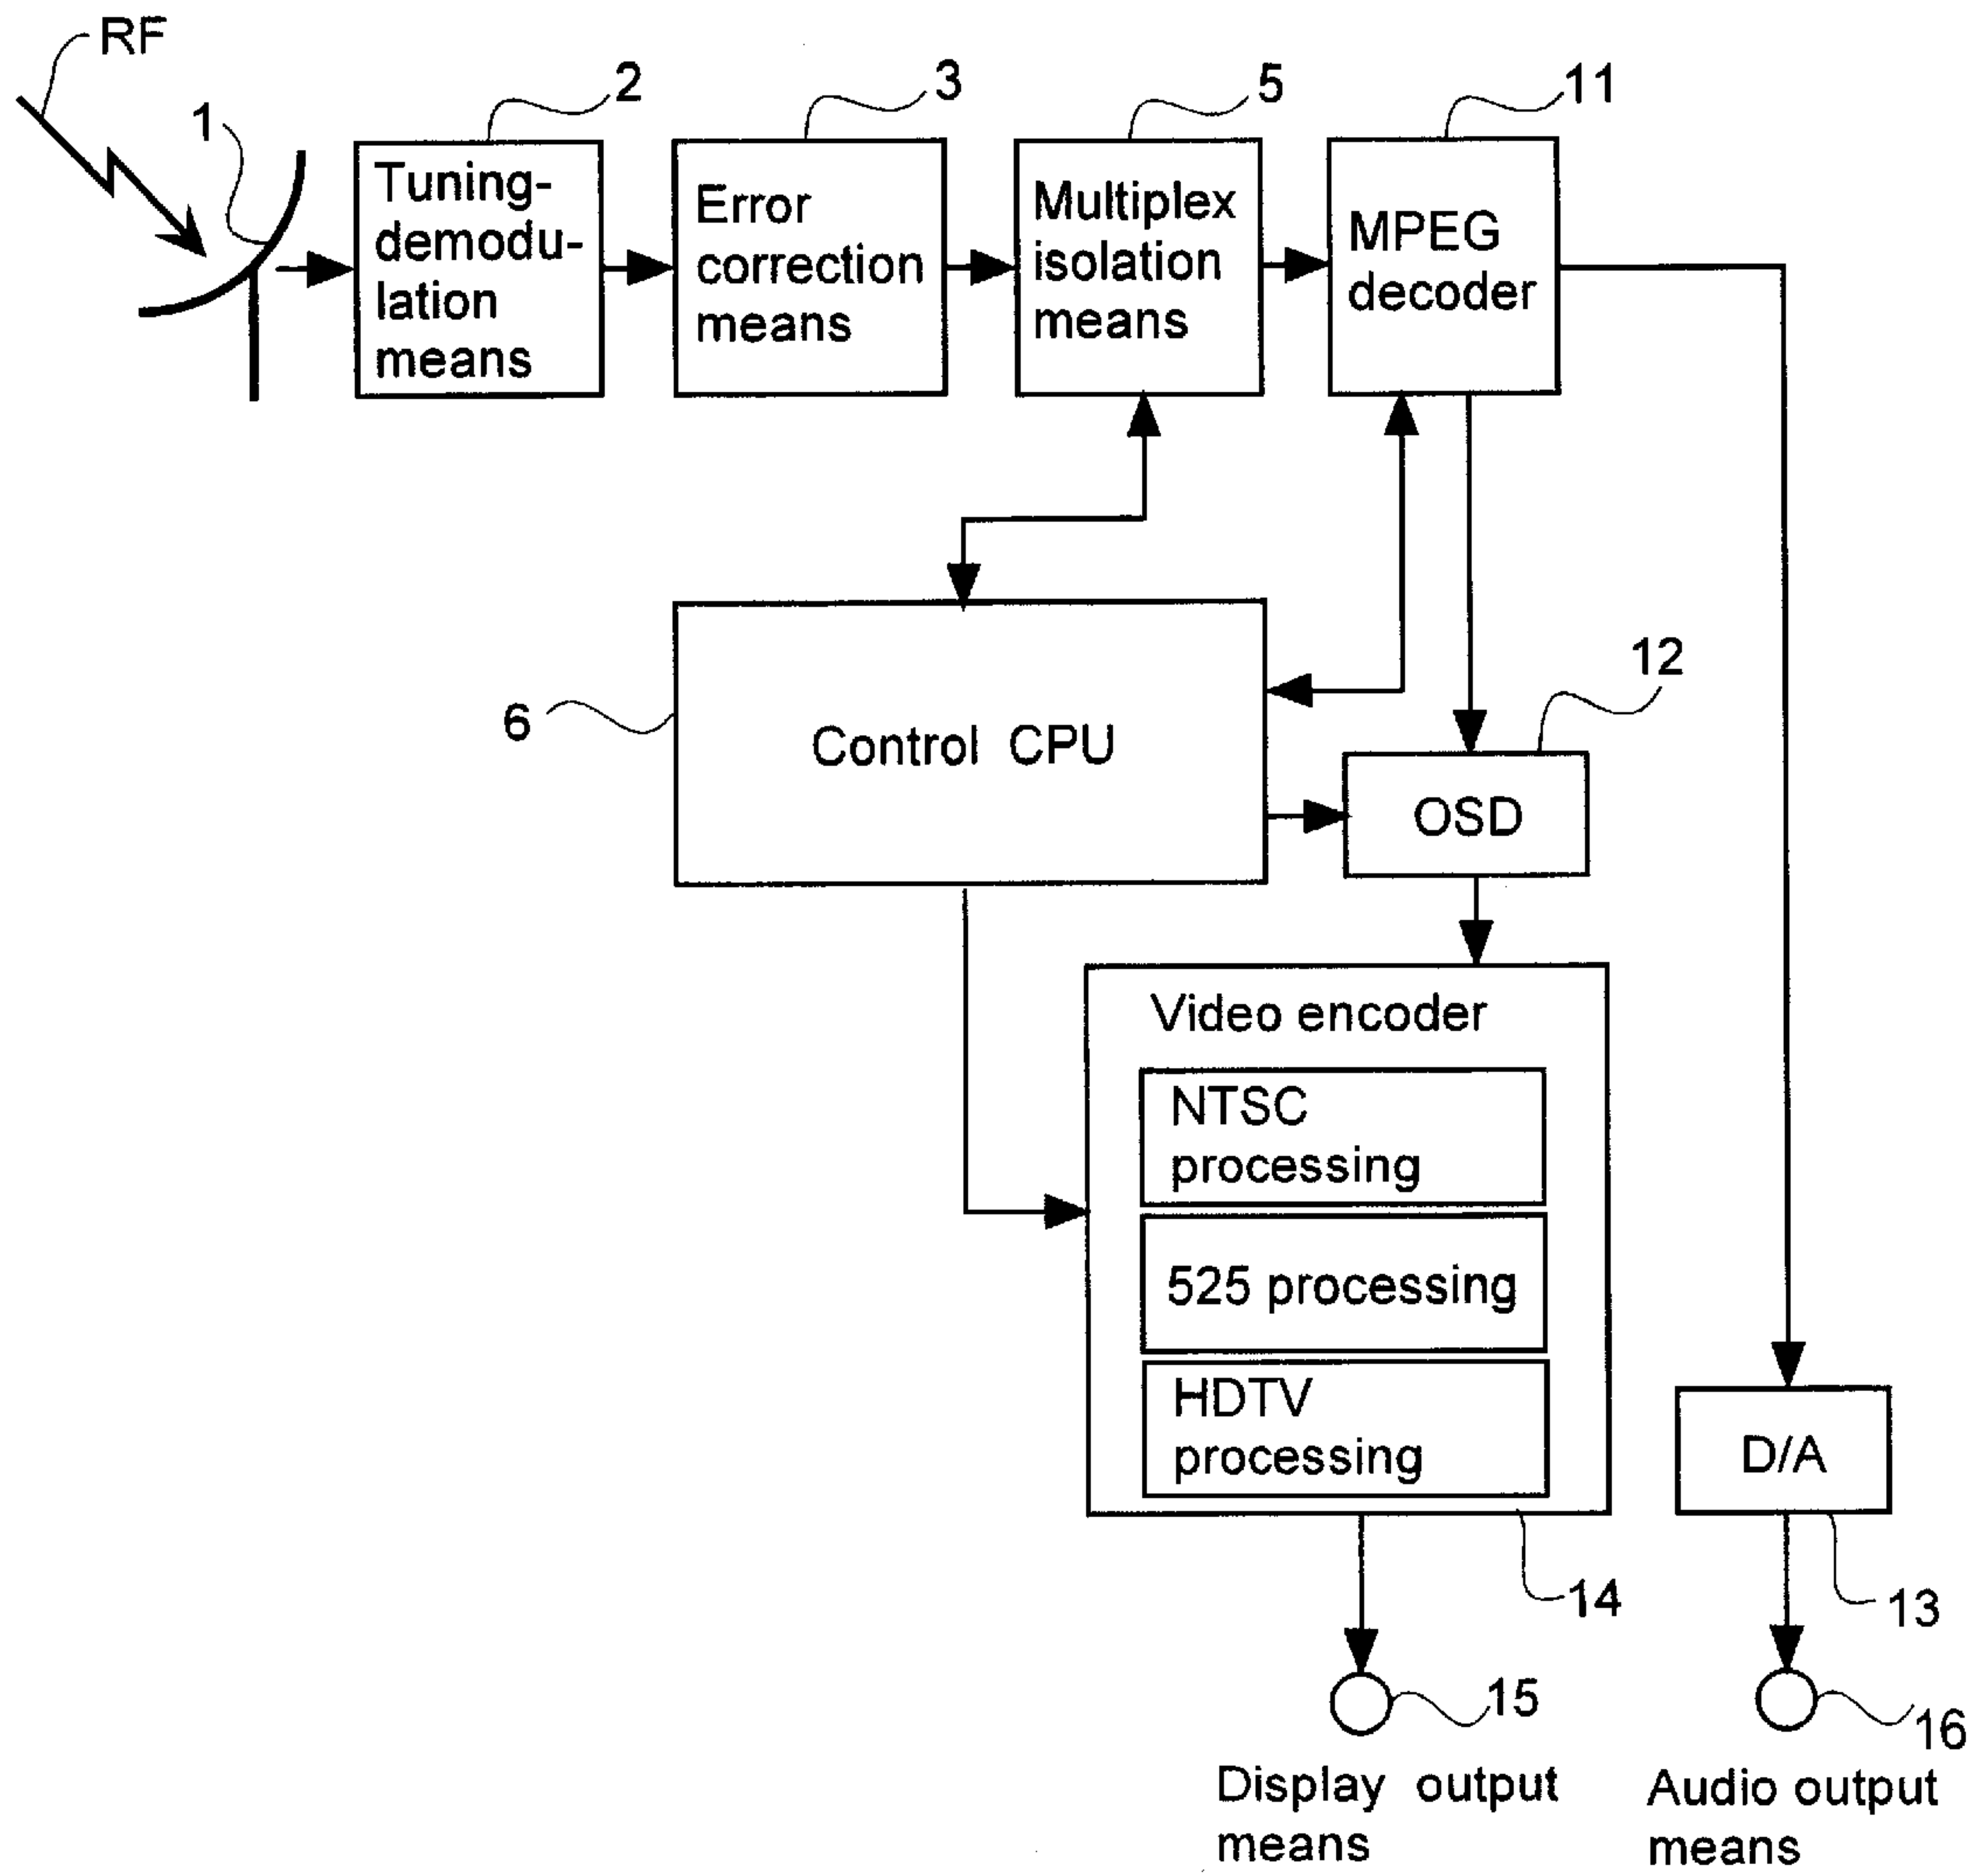 RF
1
2
3
5
11
Tuning-
demodu-
lation
means
Error
correction
means
Multiplex
isolation
means
MPEG
decoder
6
Control CPU
12
OSD
Video encoder
NTSC
processing
525 processing
HDTV
processing
D/A
14
13
15
16
Display output
means
Audio output
means